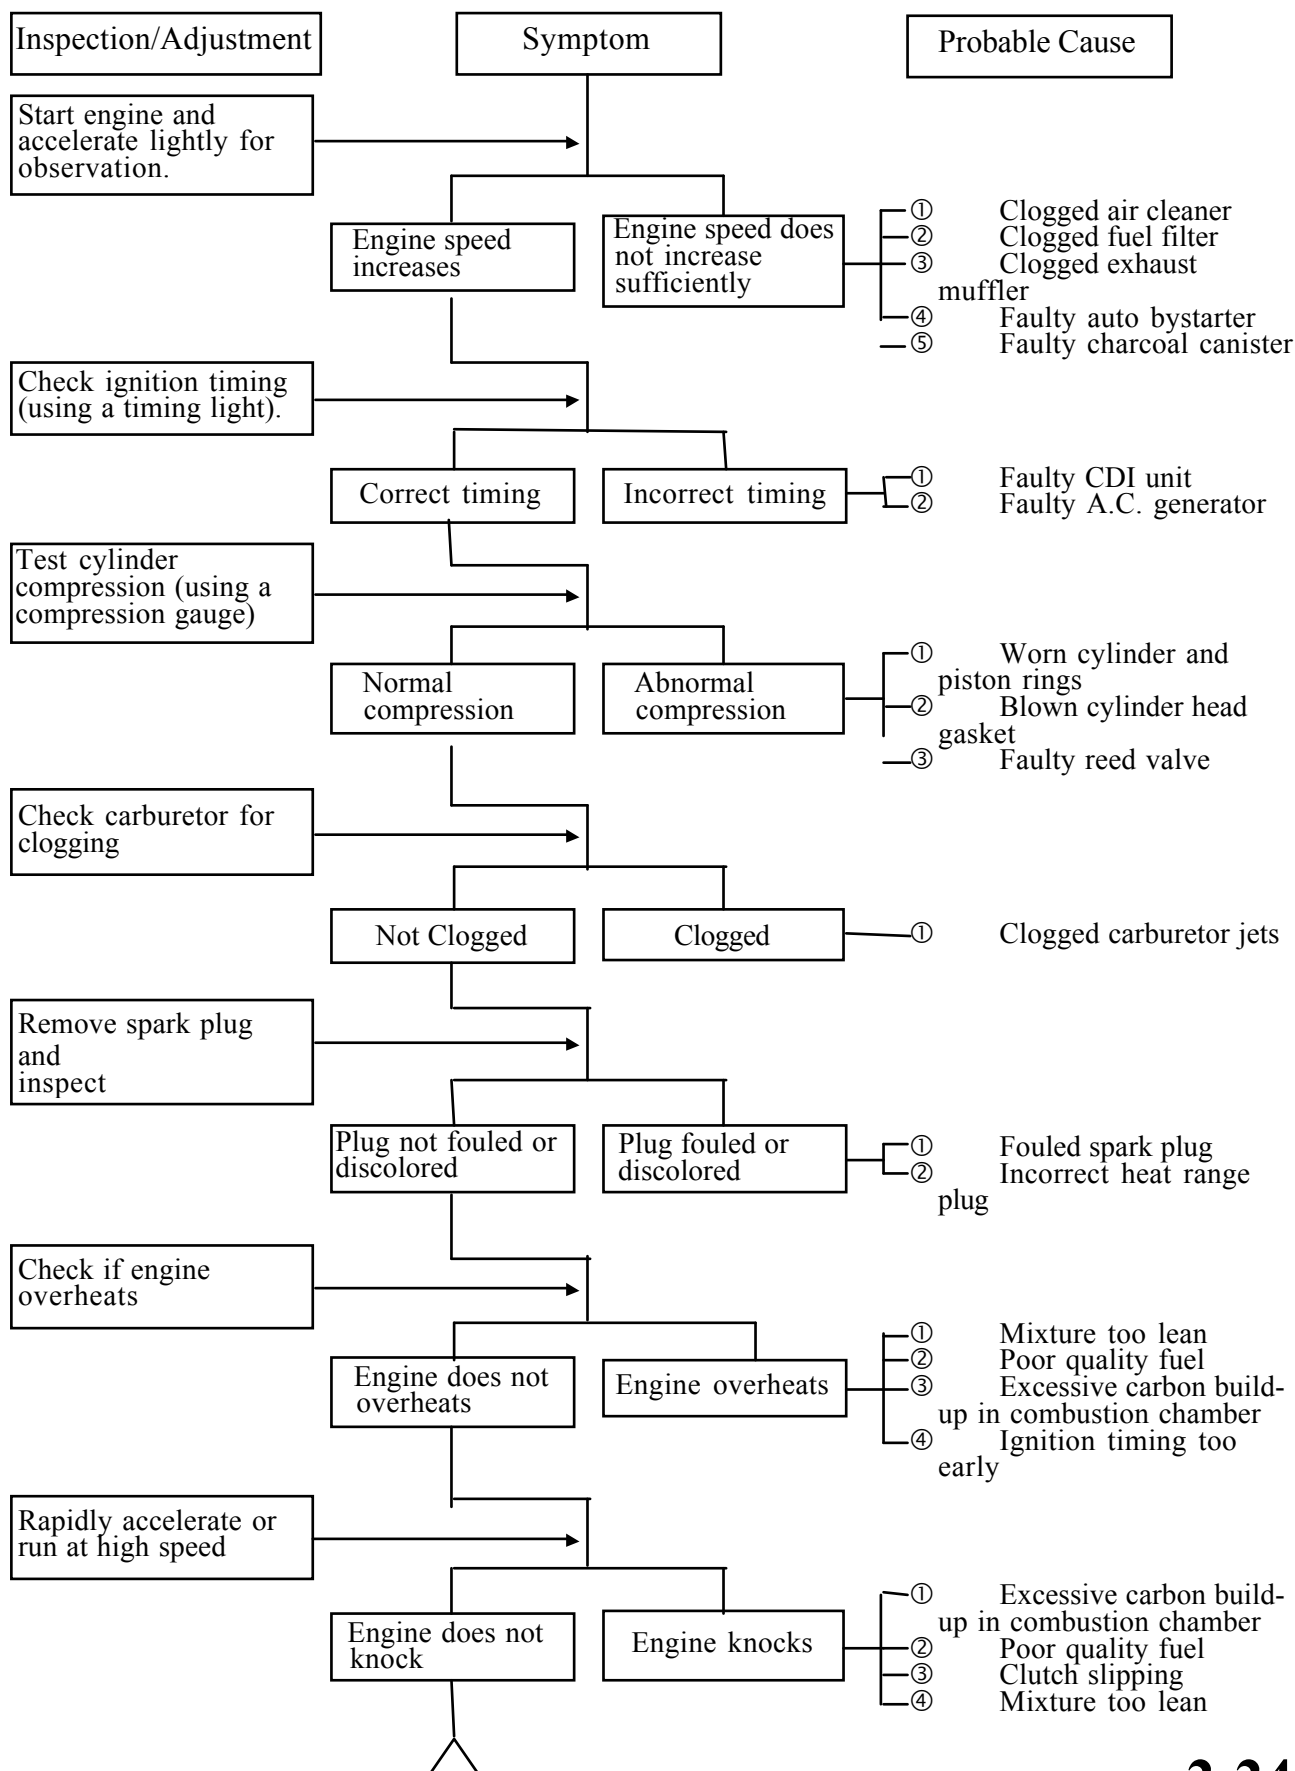 Inspection/Adjustment
Symptom
Probable Cause
Start engine and
accelerate lightly for
observation.
Engine speed
increases
Engine speed does
not increase
sufficiently
① Clogged air cleaner
② Clogged fuel filter
③ Clogged exhaust
muffler
④ Faulty auto bystarter
⑤ Faulty charcoal canister
Check ignition timing
(using a timing light).
Correct timing
Incorrect timing
① Faulty CDI unit
② Faulty A.C. generator
Test cylinder
compression (using a
compression gauge)
Normal
compression
Abnormal
compression
① Worn cylinder and
piston rings
② Blown cylinder head
gasket
③ Faulty reed valve
Check carburetor for
clogging
Not Clogged
Clogged
① Clogged carburetor jets
Remove spark plug
and
inspect
Plug not fouled or
discolored
Plug fouled or
discolored
① Fouled spark plug
② Incorrect heat range
plug
Check if engine
overheats
Engine does not
overheats
Engine overheats
① Mixture too lean
② Poor quality fuel
③ Excessive carbon build-
up in combustion chamber
④ Ignition timing too
early
Rapidly accelerate or
run at high speed
Engine does not
knock
Engine knocks
① Excessive carbon build-
up in combustion chamber
② Poor quality fuel
③ Clutch slipping
④ Mixture too lean